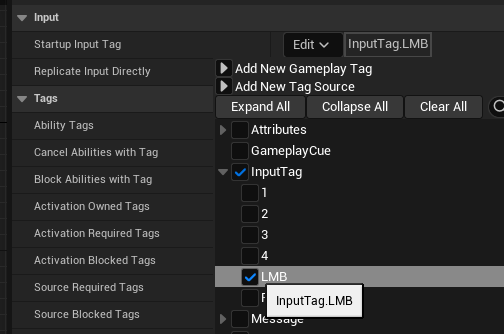 Input
Startup Input Tag Edit InputTag.LMB
Replicate Input Directly Add New Gameplay Tag
Tags Add New Tag Source
Expand All Collapse All Clear All
Ability Tags Attributes
Cancel Abilities with Tag GameplayCue
Block Abilities with Tag InputTag
Activation Owned Tags 1
2
Activation Required Tags 3
Activation Blocked Tags 4
Source Required Tags LMB
InputTag.LMB
Source Blocked Tags Message